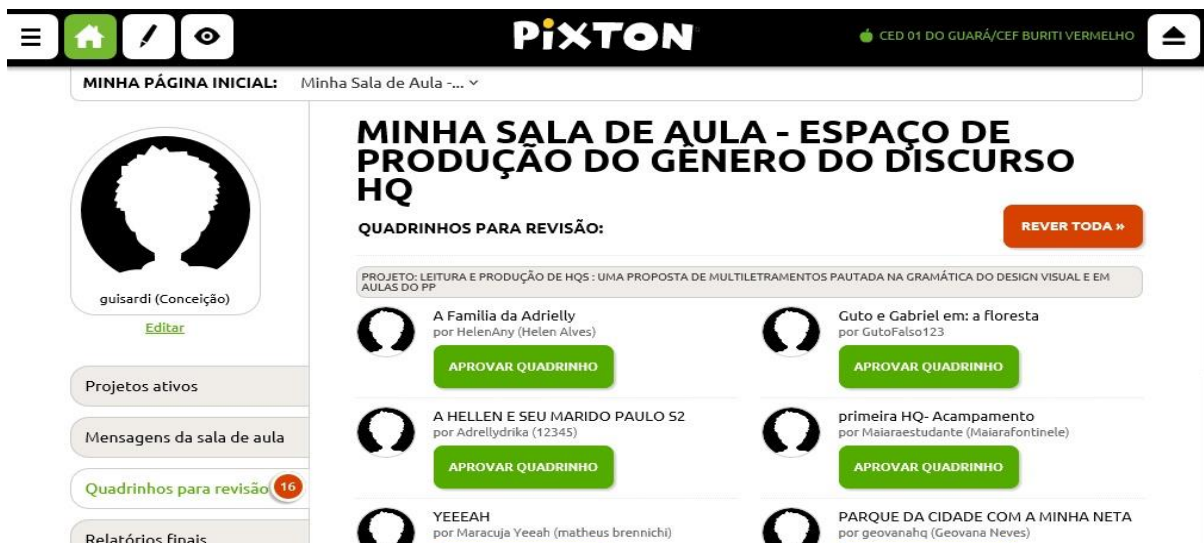 PiXTON
CED 01 DO GUARÁ/CEF BURITI VERMELHO
MINHA PÁGINA INICIAL: Minha Sala de Aula -...
guisardi (Conceição)
Editar
Projetos ativos
Mensagens da sala de aula
Quadrinhos para revisão 16
Relatórios finais
MINHA SALA DE AULA - ESPAÇO DE
PRODUÇÃO DO GÊNERO DO DISCURSO
HQ
QUADRINHOS PARA REVISÃO:
REVER TODA »
PROJETO: LEITURA E PRODUÇÃO DE HQS : UMA PROPOSTA DE MULTILETRAMENTOS PAUTADA NA GRAMÁTICA DO DESIGN VISUAL E EM
AULAS DO PP
A Familia da Adrielly
por HelenAny (Helen Alves)
APROVAR QUADRINHO
Guto e Gabriel em: a floresta
por GutoFalso123
APROVAR QUADRINHO
A HELLEN E SEU MARIDO PAULO S2
por Adrellydrika (12345)
APROVAR QUADRINHO
primeira HQ- Acampamento
por Maiaraestudante (Maiarafontinele)
APROVAR QUADRINHO
YEEEAH
por Maracuja Yeeah (matheus brennichi)
PARQUE DA CIDADE COM A MINHA NETA
por geovanahq (Geovana Neves)